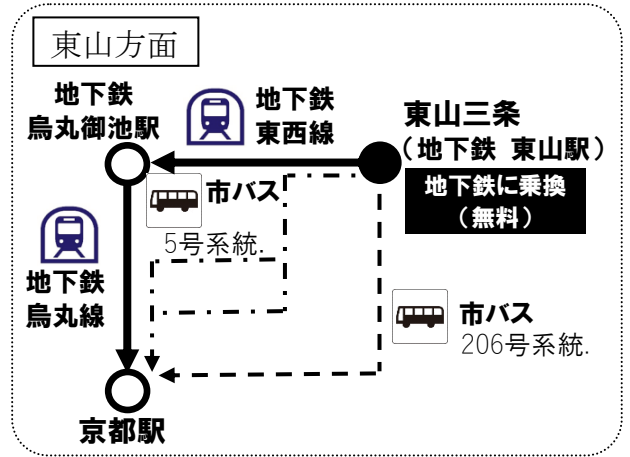 東山方面
地下鉄
烏丸御池駅
地下鉄
東西線
東山三条
（地下鉄 東山駅）
地下鉄に乗換
（無料）
市バス
5号系統.
地下鉄
烏丸線
市バス
206号系統.
京都駅